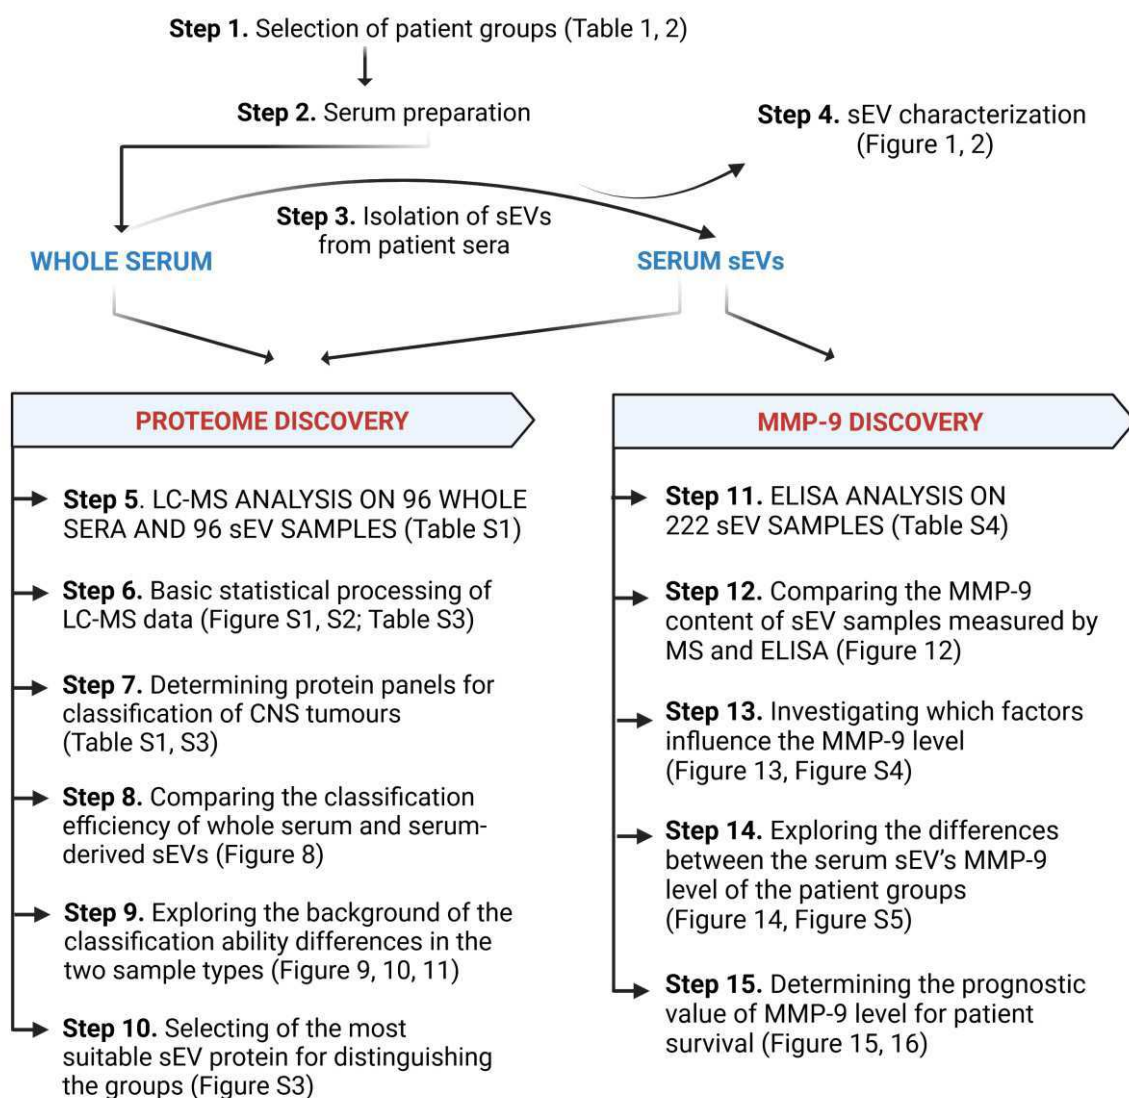 Step 1. Selection of patient groups (Table 1, 2)
Step 2. Serum preparation
Step 4. sEV characterization
(Figure 1, 2)
Step 3. Isolation of sEVs
from patient sera
WHOLE SERUM
SERUM sEVs
PROTEOME DISCOVERY
Step 5. LC-MS ANALYSIS ON 96 WHOLE
SERA AND 96 sEV SAMPLES (Table S1)
Step 6. Basic statistical processing of
LC-MS data (Figure S1, S2; Table S3)
Step 7. Determining protein panels for
classification of CNS tumours
(Table S1, S3)
Step 8. Comparing the classification
efficiency of whole serum and serum-
derived sEVs (Figure 8)
Step 9. Exploring the background of the
classification ability differences in the
two sample types (Figure 9, 10, 11)
Step 10. Selecting of the most
suitable sEV protein for distinguishing
the groups (Figure S3)
MMP-9 DISCOVERY
Step 11. ELISA ANALYSIS ON
222 sEV SAMPLES (Table S4)
Step 12. Comparing the MMP-9
content of sEV samples measured by
MS and ELISA (Figure 12)
Step 13. Investigating which factors
influence the MMP-9 level
(Figure 13, Figure S4)
Step 14. Exploring the differences
between the serum sEV's MMP-9
level of the patient groups
(Figure 14, Figure S5)
Step 15. Determining the prognostic
value of MMP-9 level for patient
survival (Figure 15, 16)